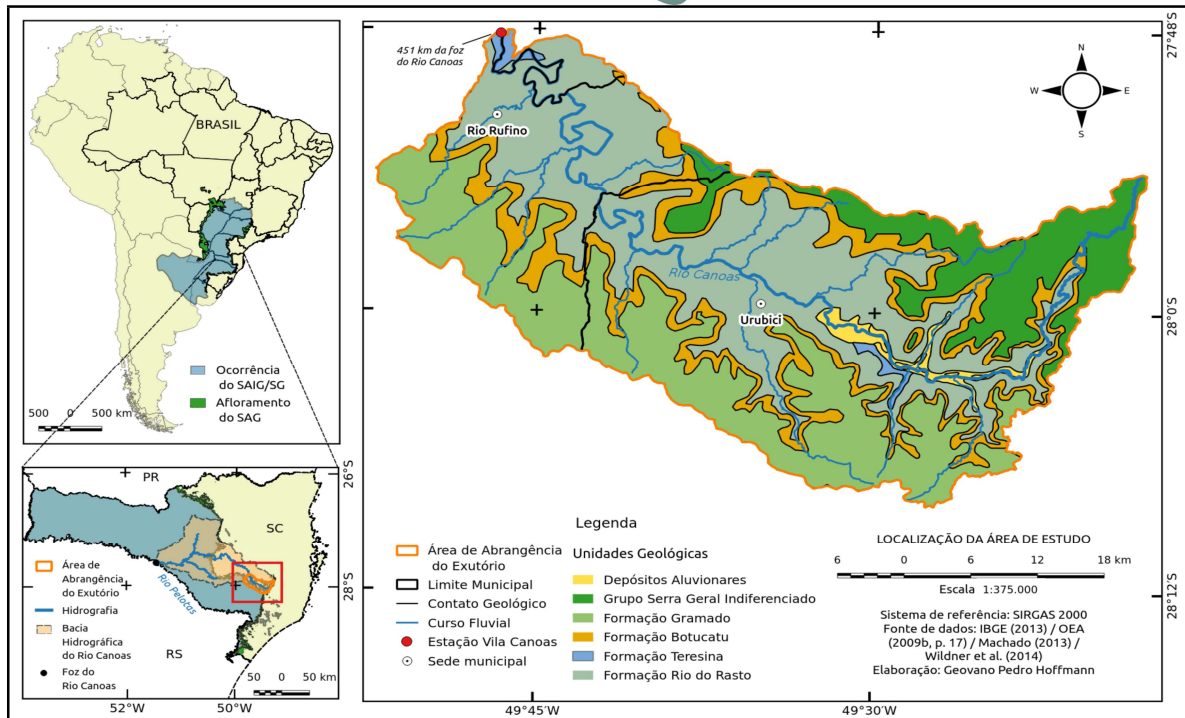 BRASIL
Ocorrência
do SAIG/SG
Afloramento
do SAG
500 0 500 km
PR
SC
RS
Rio Pelotas
26°S
28°S
52°W
50°W
Área de
Abrangência
do Exutório
Hidrografia
Bacia
Hidrográfica
do Rio Canoas
Foz do
Rio Canoas
50 0 50 km
451 km da foz
do Rio Canoas
Rio Rufino
Rio Canoas
Urubici
N
W E
S
27°48'S
28°0'S
28°12'S
49°45'W
49°30'W
Legenda
Área de Abrangência
do Exutório
Limite Municipal
Contato Geológico
Curso Fluvial
Estação Vila Canoas
Sede municipal
Unidades Geológicas
Depósitos Aluvionares
Grupo Serra Geral Indiferenciado
Formação Gramado
Formação Botucatu
Formação Teresina
Formação Rio do Rasto
LOCALIZAÇÃO DA ÁREA DE ESTUDO
6 0 6 12 18 km
Escala 1:375.000
Sistema de referência: SIRGAS 2000
Fonte de dados: IBGE (2013) / OEA
(2009b, p. 17) / Machado (2013) /
Wildner et al. (2014)
Elaboração: Geovano Pedro Hoffmann